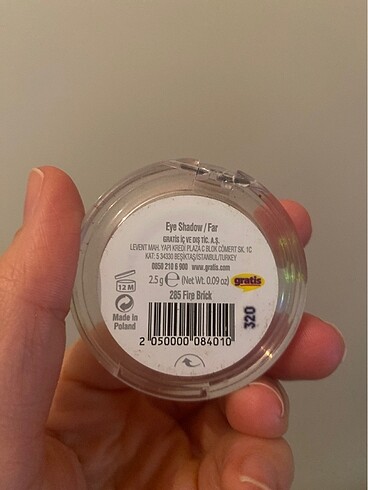 Eye Shadow / Far
GRATİS İÇ VE DIŞ TİC. A.Ş.
LEVENT MAH. YAPI KREDİ PLAZA C BLOK CÖMERT SK. 1C
KAT: 5 34330 BEŞİKTAŞ/İSTANBUL/TURKEY
0850 210 6 900 www.gratis.com
2.5 g e (Net Wt. 0.09 oz) gratis
12 M
285 Fire Brick
Made in
Poland
320
2 050000 084010